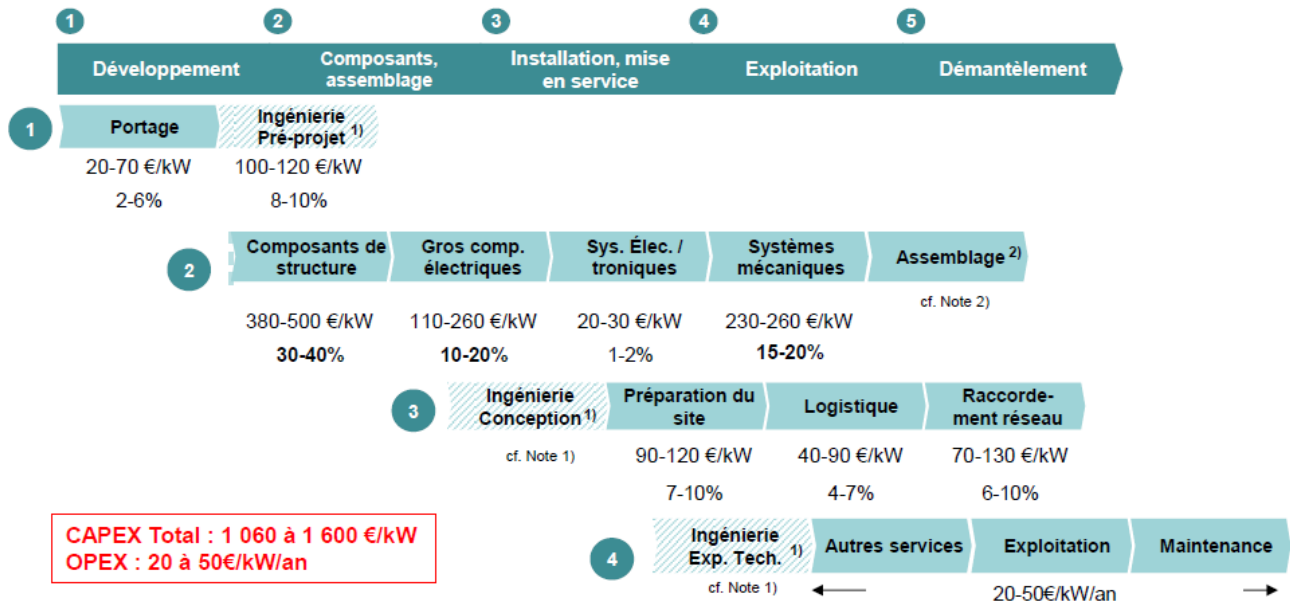 1
2
3
4
5
Développement
Composants,
assemblage
Installation, mise
en service
Exploitation
Démantèlement
1
Portage
Ingénierie
Pré-projet 1)
20-70 €/kW
100-120 €/kW
2-6%
8-10%
2
Composants de
structure
Gros comp.
électriques
Sys. Élec. /
troniques
Systèmes
mécaniques
Assemblage 2)
cf. Note 2)
380-500 €/kW
110-260 €/kW
20-30 €/kW
230-260 €/kW
30-40%
10-20%
1-2%
15-20%
3
Ingénierie
Conception 1)
Préparation du
site
Logistique
Raccorde-
ment réseau
cf. Note 1)
90-120 €/kW
40-90 €/kW
70-130 €/kW
7-10%
4-7%
6-10%
CAPEX Total : 1 060 à 1 600 €/kW
OPEX : 20 à 50€/kW/an
4
Ingénierie
Exp. Tech. 1)
Autres services
Exploitation
Maintenance
cf. Note 1)
20-50€/kW/an